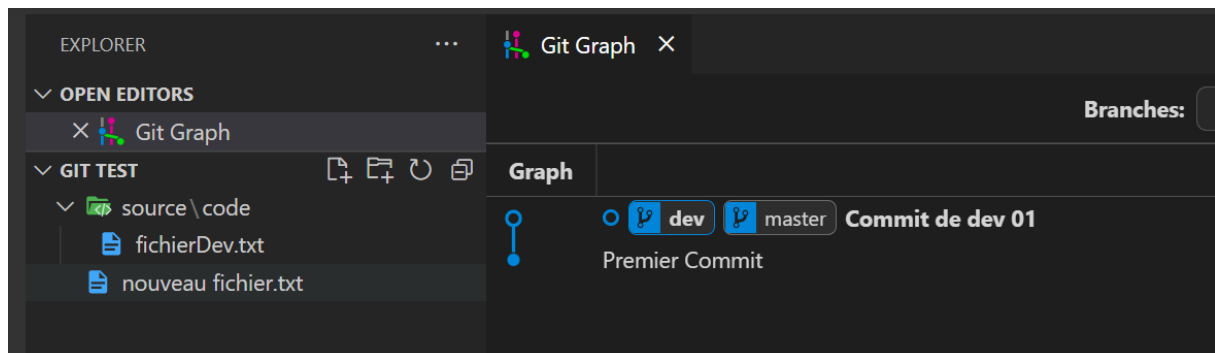 EXPLORER
OPEN EDITORS
Git Graph
GIT TEST
source\code
fichierDev.txt
nouveau fichier.txt
Git Graph
Branches:
Graph
dev master Commit de dev 01
Premier Commit